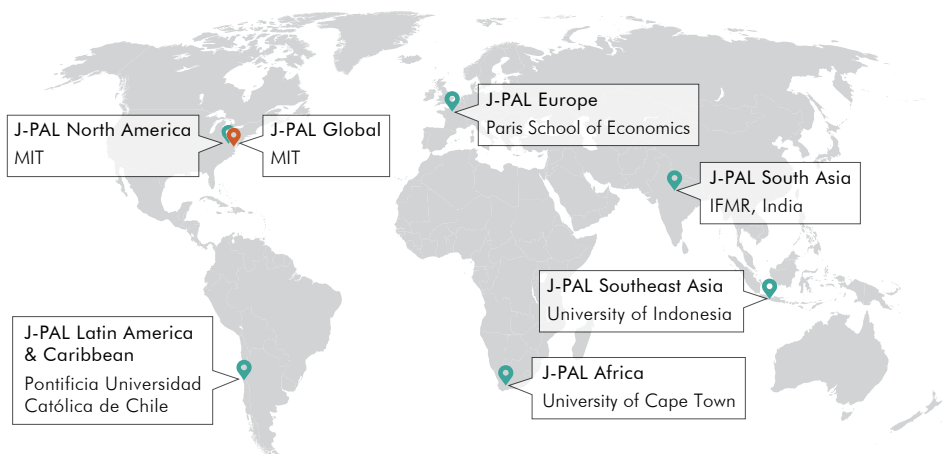 J-PAL Europe
Paris School of Economics
J-PAL North America
MIT
J-PAL Global
MIT
J-PAL South Asia
IFMR, India
J-PAL Southeast Asia
University of Indonesia
J-PAL Latin America
& Caribbean
Pontificia Universidad
Católica de Chile
J-PAL Africa
University of Cape Town